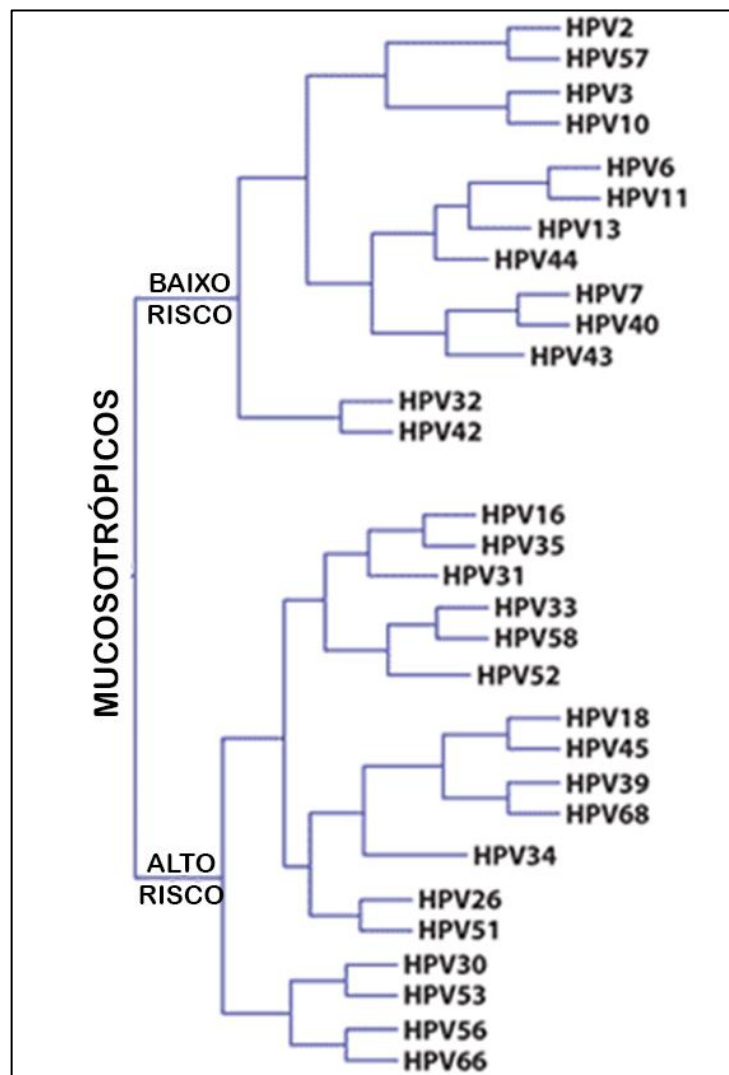 HPV2
HPV57
HPV3
HPV10
HPV6
HPV11
HPV13
HPV44
HPV7
HPV40
HPV43
HPV32
HPV42
BAIXO
RISCO
MUCOSOTRÓPICOS
HPV16
HPV35
HPV31
HPV33
HPV58
HPV52
HPV18
HPV45
HPV39
HPV68
HPV34
HPV26
HPV51
HPV30
HPV53
HPV56
HPV66
ALTO
RISCO